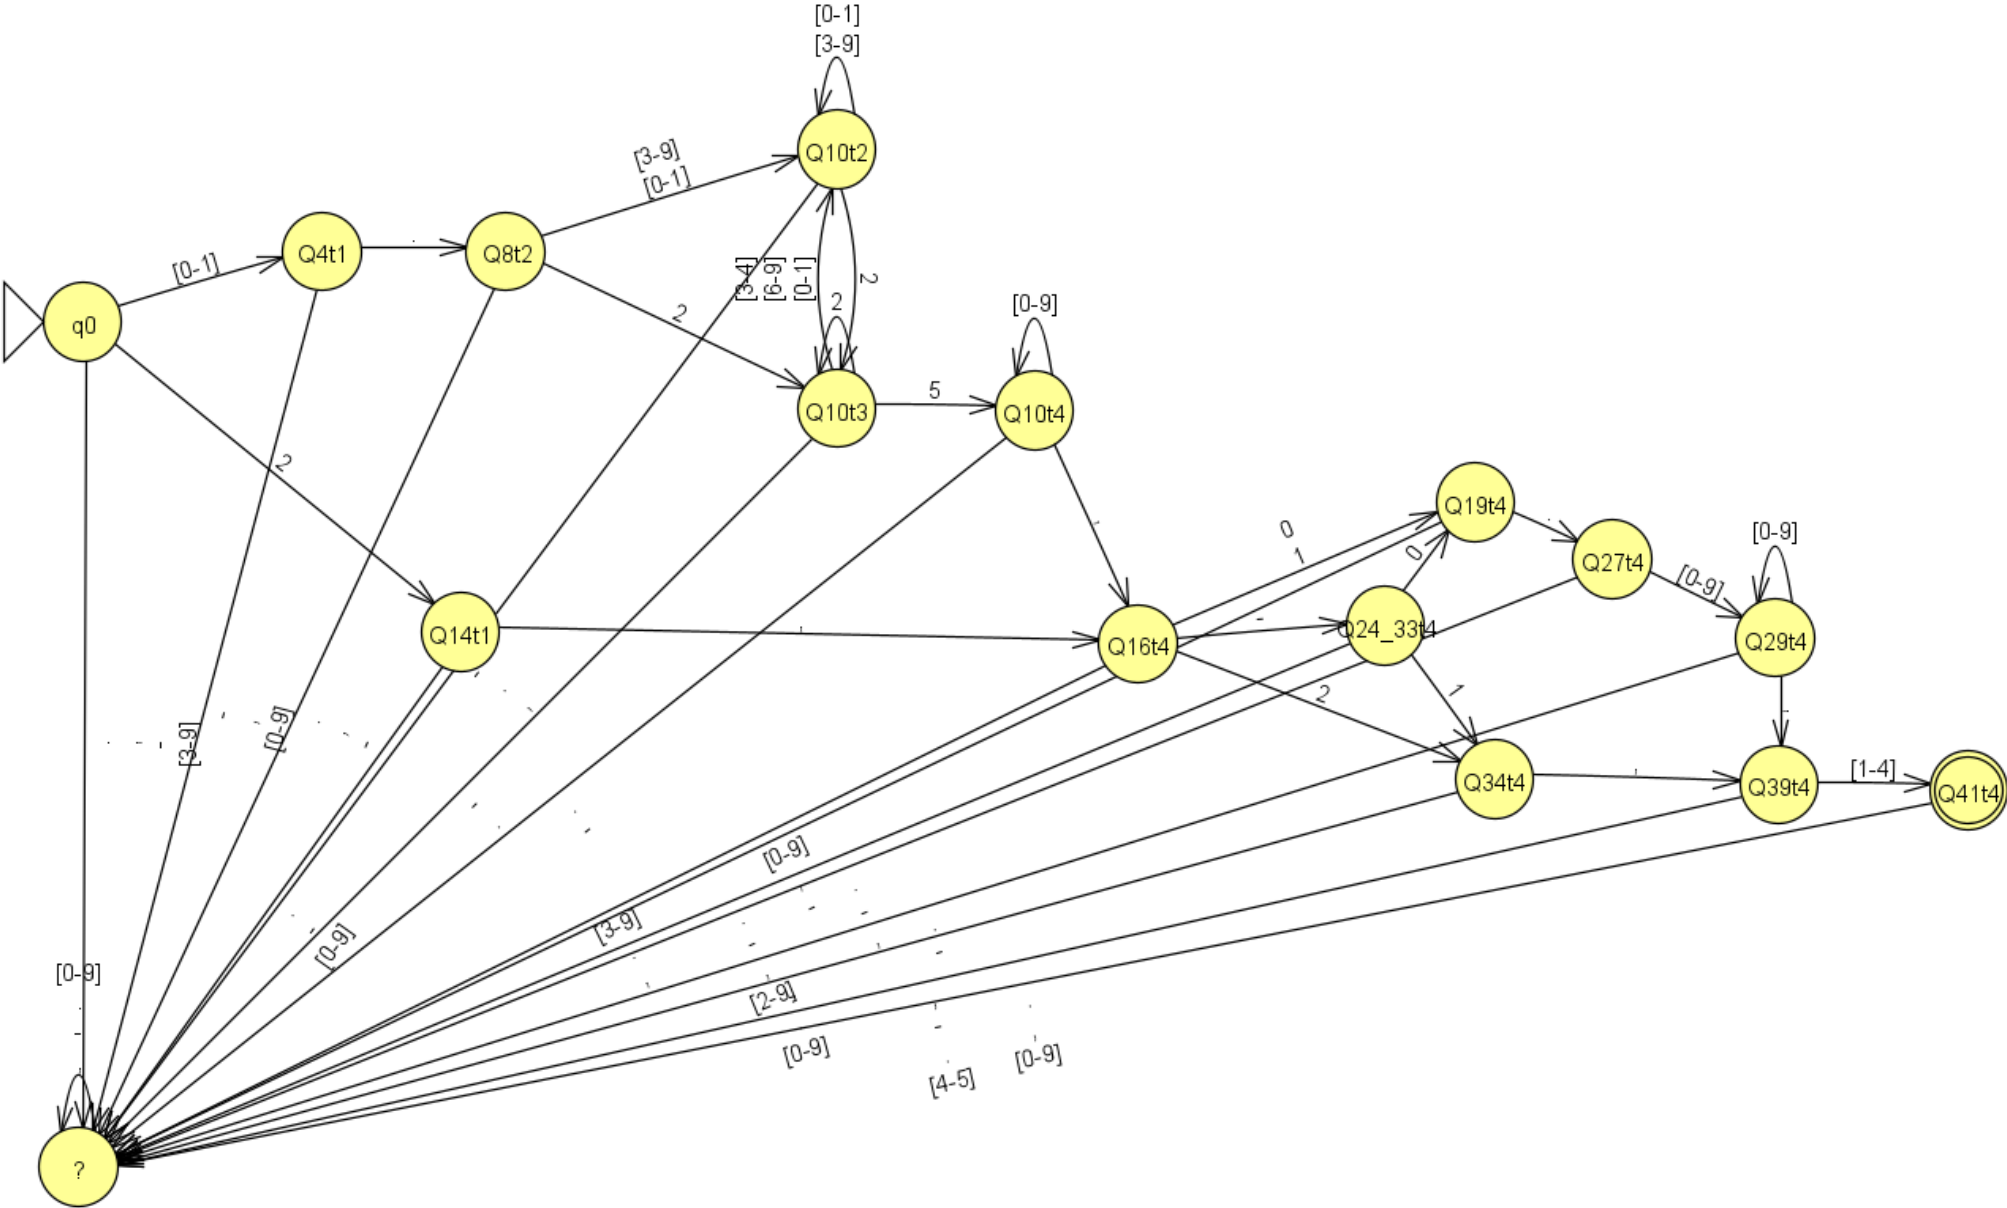 [0-1]
[3-9]
Q10t2
[3-9]
[0-1]
[0-1]
Q4t1
.
Q8t2
q0
2
[3-4]
[6-9]
[0-1]
2
2
[0-9]
Q10t3
5
Q10t4
2
Q14t1
,
,
Q16t4
0
1
-
0
Q19t4
.
Q27t4
[0-9]
[0-9]
Q29t4
Q24_33t4
1
2
Q34t4
,
Q39t4
[1-4]
Q41t4
[3-9]
[0-9]
[0-9]
[0-9]
[3-9]
[0-9]
[2-9]
[0-9]
[4-5]
[0-9]
?